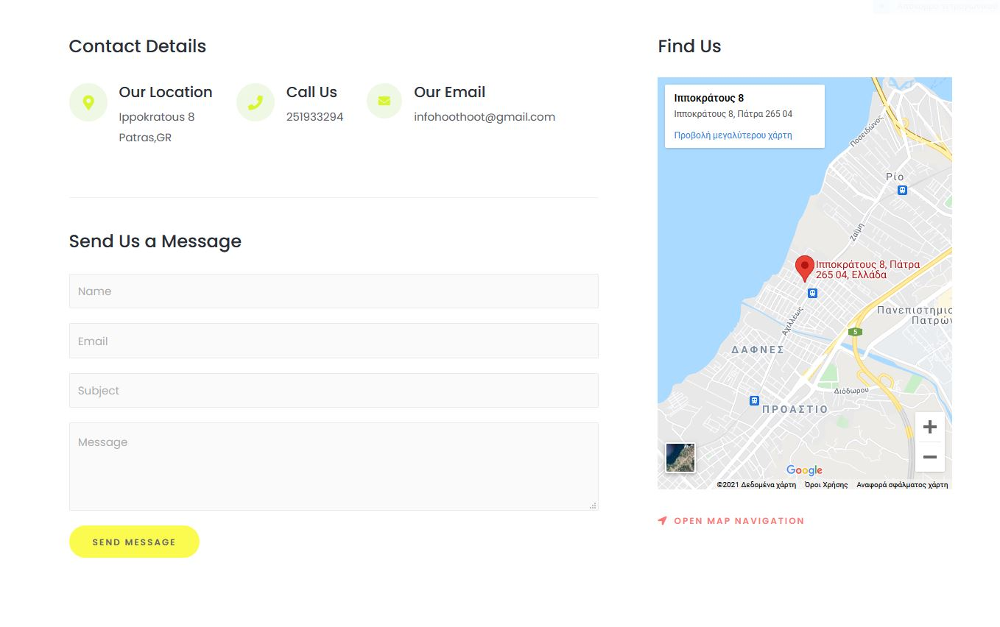 Contact Details
Our Location
Ippokratous 8
Patras,GR
Call Us
251933294
Our Email
infohoothoot@gmail.com
Send Us a Message
Name
Email
Subject
Message
SEND MESSAGE
Find Us
Ιπποκράτους 8
Ιπποκράτους 8, Πάτρα 265 04
Προβολή μεγαλύτερου χάρτη
Ποσειδώνος
Ρίο
Ζαΐμη
Ιπποκράτους 8, Πάτρα
265 04, Ελλάδα
Αχιλλέως
Πανεπιστήμιο
Πατρών
5
ΔΑΦΝΕΣ
Διόδωρου
ΠΡΟΑΣΤΙΟ
Google
©2021 Δεδομένα χάρτη Όροι Χρήσης Αναφορά σφάλματος χάρτη
OPEN MAP NAVIGATION